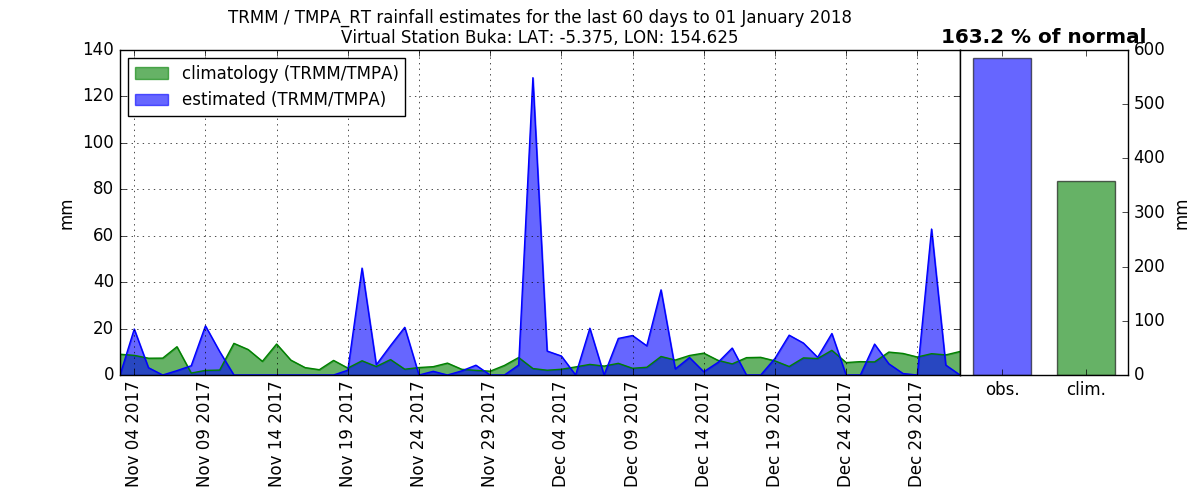 TRMM / TMPA_RT rainfall estimates for the last 60 days to 01 January 2018
Virtual Station Buka: LAT: -5.375, LON: 154.625
163.2 % of normal
climatology (TRMM/TMPA)
estimated (TRMM/TMPA)
mm
140
120
100
80
60
40
20
0
Nov 04 2017
Nov 09 2017
Nov 14 2017
Nov 19 2017
Nov 24 2017
Nov 29 2017
Dec 04 2017
Dec 09 2017
Dec 14 2017
Dec 19 2017
Dec 24 2017
Dec 29 2017
obs.
clim.
600
500
400
300
200
100
0
mm